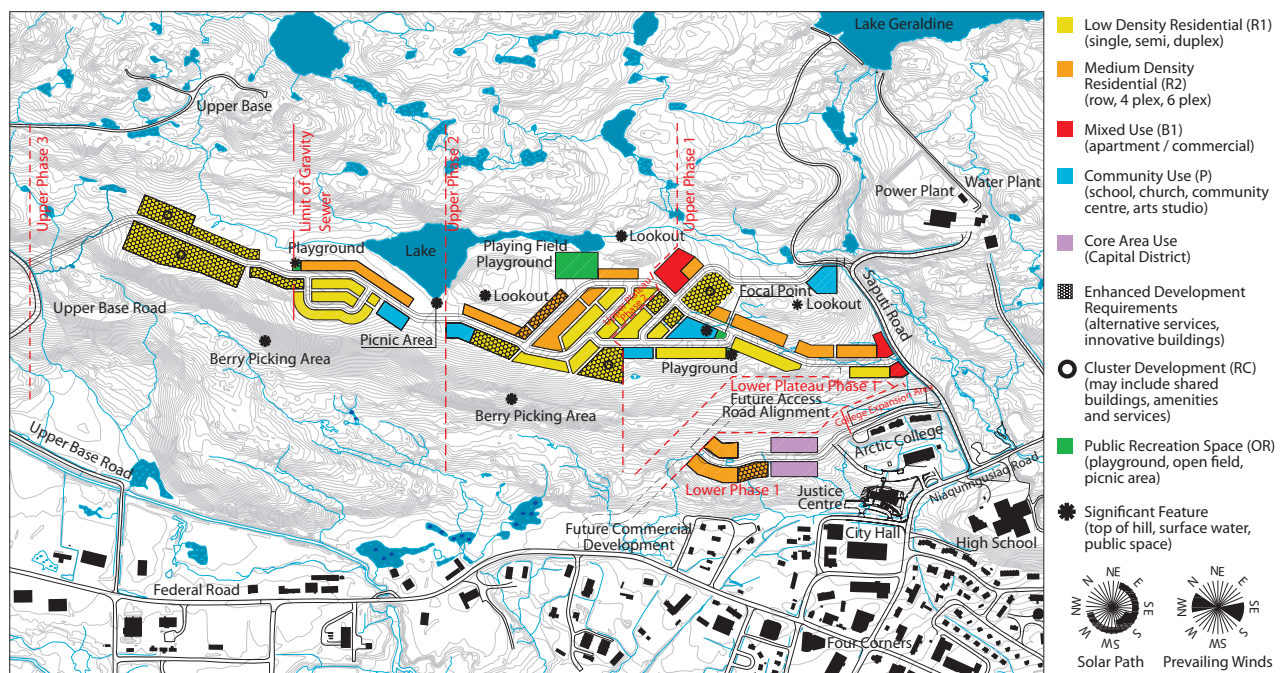 Lake Geraldine
Upper Base
Upper Phase 3
Limit of Gravity
Sewer
Upper Phase 2
Upper Phase 1
Power Plant
Water Plant
Playground
Lake
Playing Field
Playground
Lookout
Lookout
Focal Point
Lookout
Saputi Road
Upper Base Road
Picnic Area
Berry Picking Area
Playground
Berry Picking Area
Lower Plateau Phase 1
Future Access
Road Alignment
College Expansion Area
Arctic College
Upper Base Road
Lower Phase 1
Justice
Centre
Niaqunngusiaq Road
Future Commercial
Development
City Hall
High School
Federal Road
Four Corners
Low Density Residential (R1)
(single, semi, duplex)
Medium Density
Residential (R2)
(row, 4 plex, 6 plex)
Mixed Use (B1)
(apartment / commercial)
Community Use (P)
(school, church, community
centre, arts studio)
Core Area Use
(Capital District)
Enhanced Development
Requirements
(alternative services,
innovative buildings)
Cluster Development (RC)
(may include shared
buildings, amenities
and services)
Public Recreation Space (OR)
(playground, open field,
picnic area)
Significant Feature
(top of hill, surface water,
public space)
N NE E SE S SW W NW
Solar Path
N NE E SE S SW W NW
Prevailing Winds